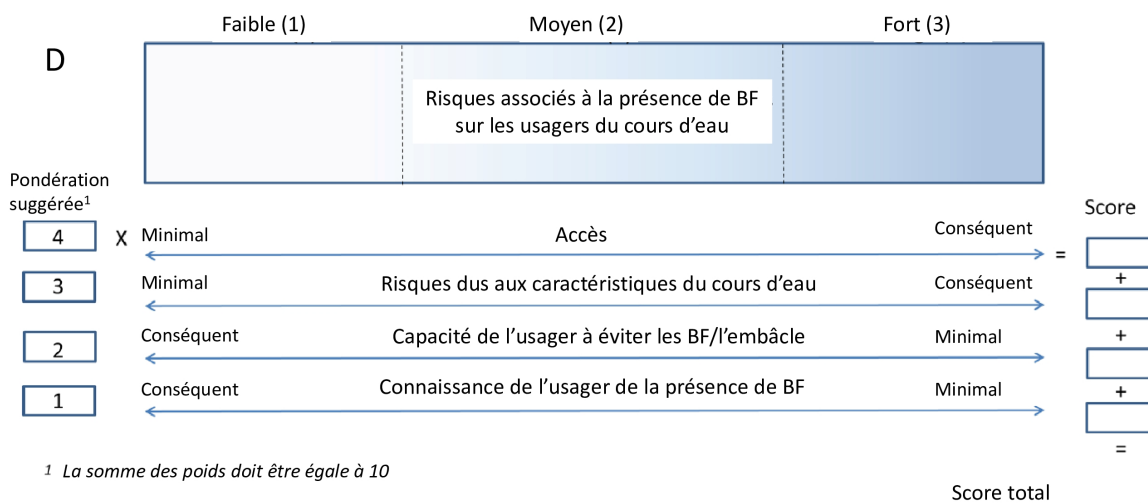 Faible (1) Moyen (2) Fort (3)
D
Risques associés à la présence de BF
sur les usagers du cours d'eau
Pondération
suggérée¹
Score
4 X Minimal Accès Conséquent =
3 Minimal Risques dus aux caractéristiques du cours d'eau Conséquent +
2 Conséquent Capacité de l'usager à éviter les BF/l'embâcle Minimal +
1 Conséquent Connaissance de l'usager de la présence de BF Minimal +
=
¹ La somme des poids doit être égale à 10
Score total